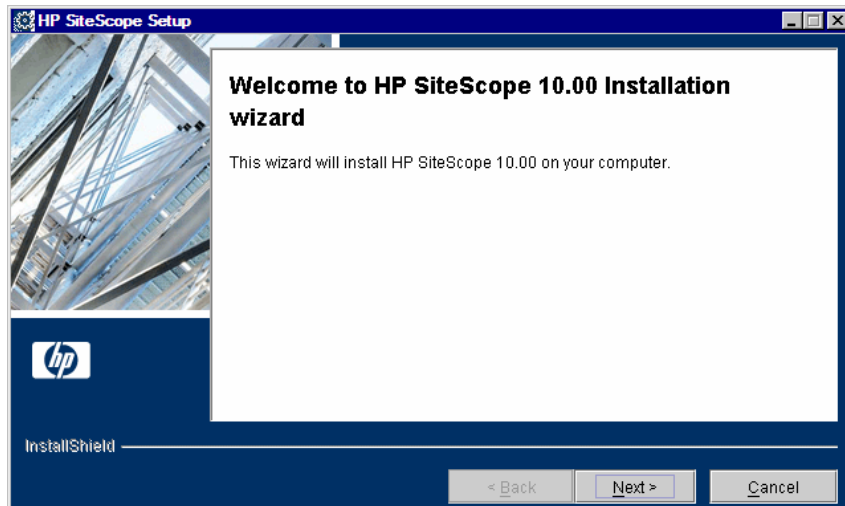 HP SiteScope Setup
Welcome to HP SiteScope 10.00 Installation
wizard
This wizard will install HP SiteScope 10.00 on your computer.
hp
InstallShield
< Back Next > Cancel